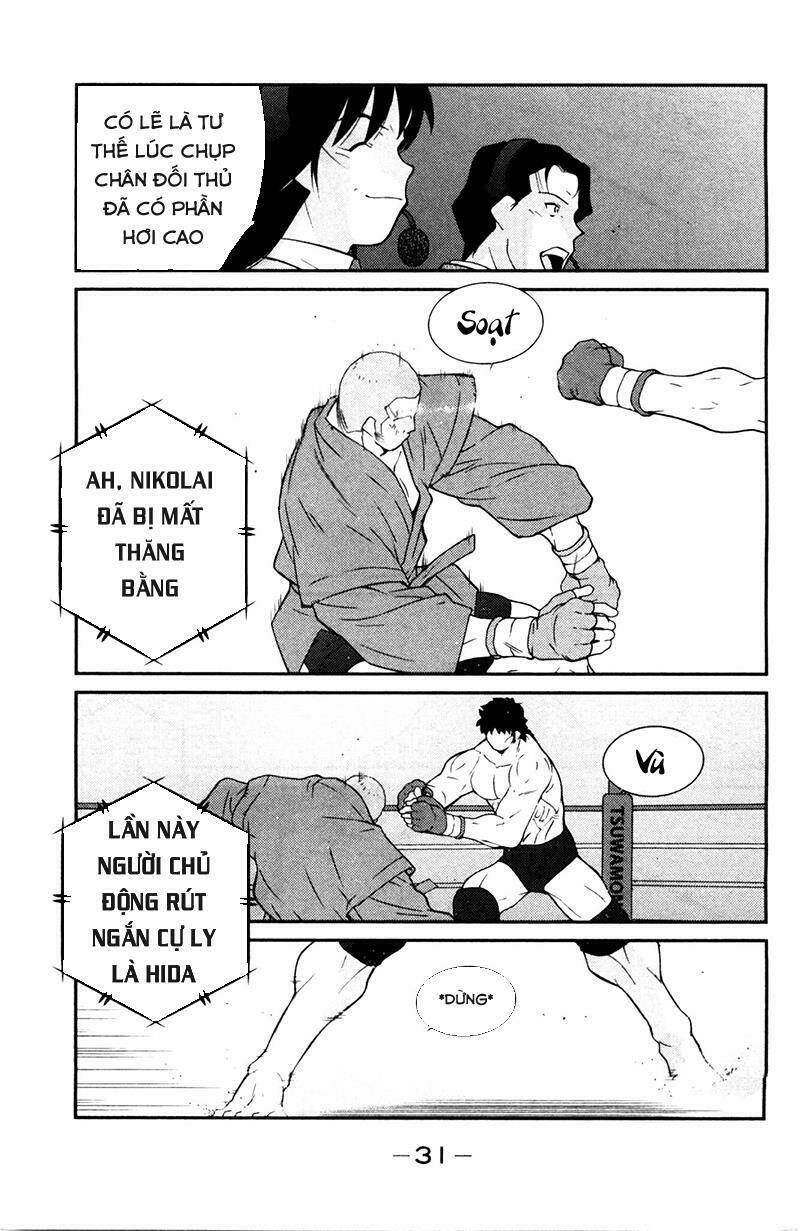 CÓ LẼ LÀ TƯ
THẾ LÚC CHỤP
CHÂN ĐỐI THỦ
ĐÃ CÓ PHẦN
HƠI CAO
Soạt
AH, NIKOLAI
ĐÃ BỊ MẤT
THĂNG
BẰNG
Vù
TSUWAMON
LẦN NÀY
NGƯỜI CHỦ
ĐỘNG RÚT
NGẮN CỰ LY
LÀ HIDA
*DỪNG*
— 31 —